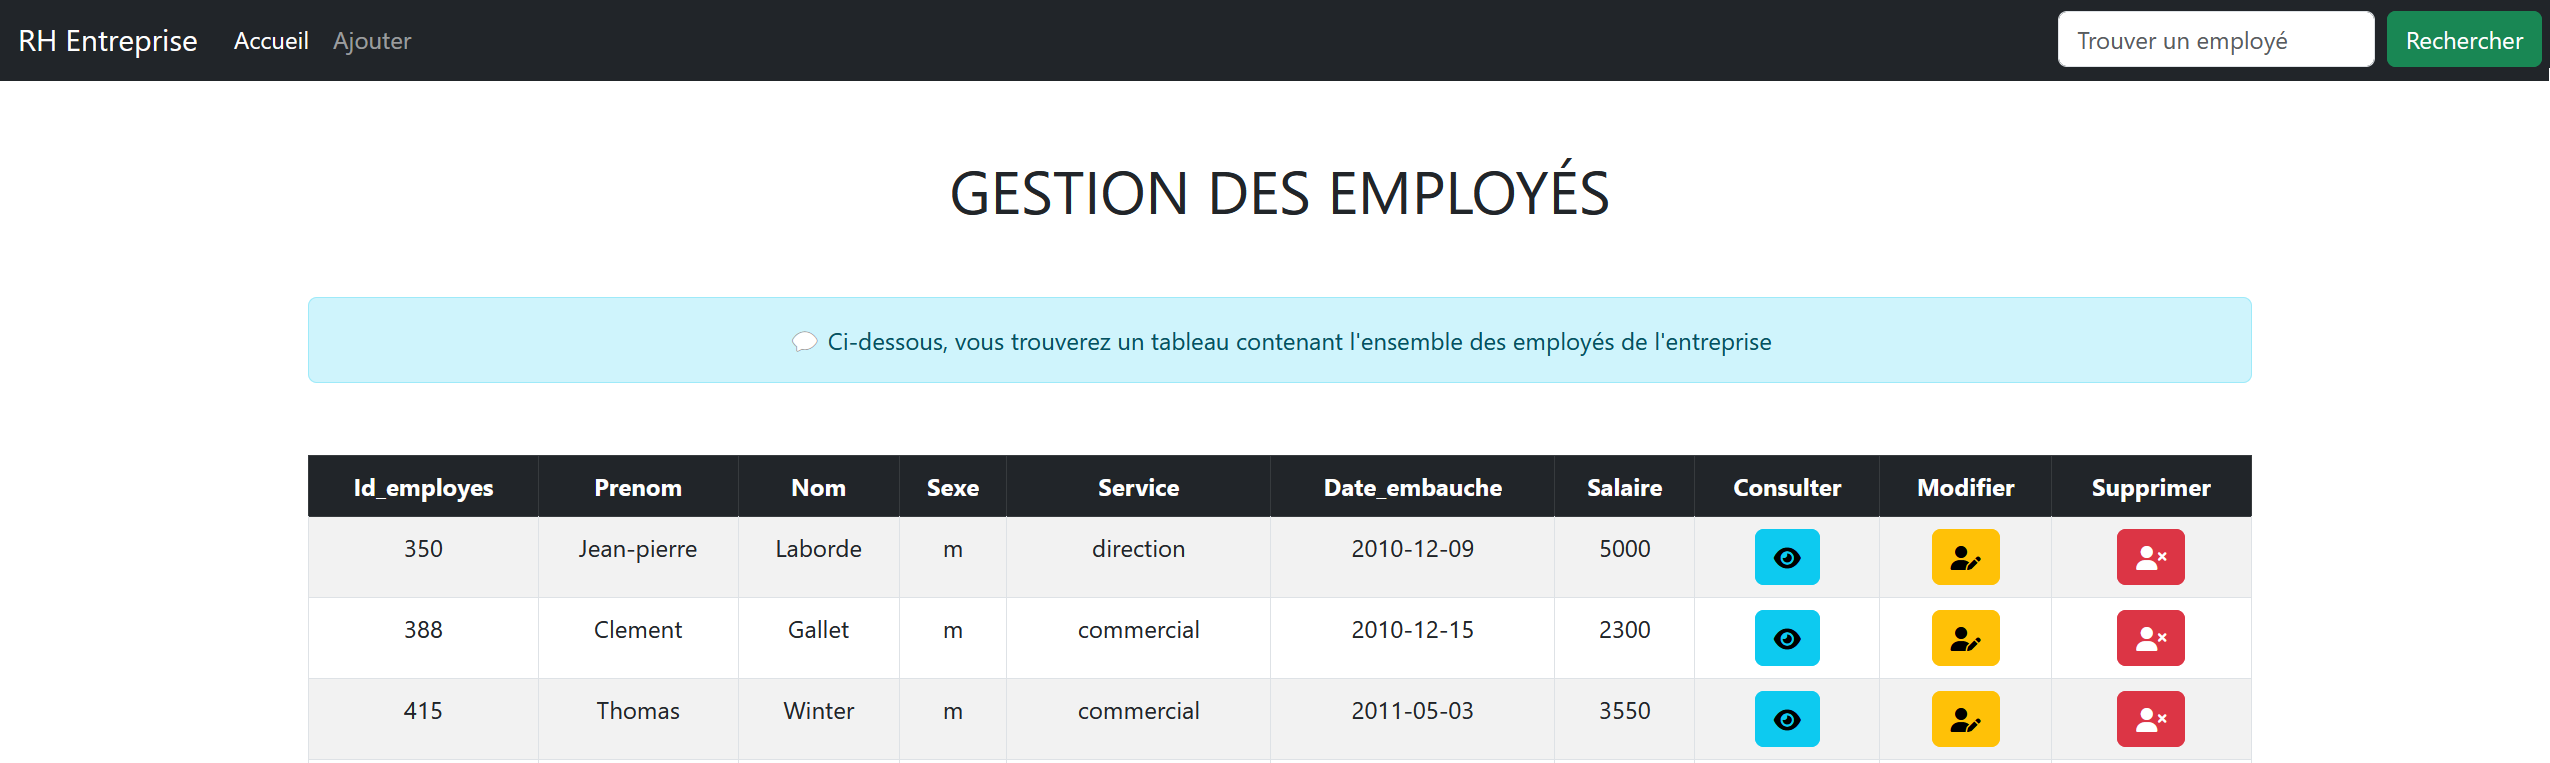 RH Entreprise Accueil Ajouter Trouver un employé Rechercher
GESTION DES EMPLOYÉS
Ci-dessous, vous trouverez un tableau contenant l'ensemble des employés de l'entreprise
Id_employes Prenom Nom Sexe Service Date_embauche Salaire Consulter Modifier Supprimer
350 Jean-pierre Laborde m direction 2010-12-09 5000
388 Clement Gallet m commercial 2010-12-15 2300
415 Thomas Winter m commercial 2011-05-03 3550